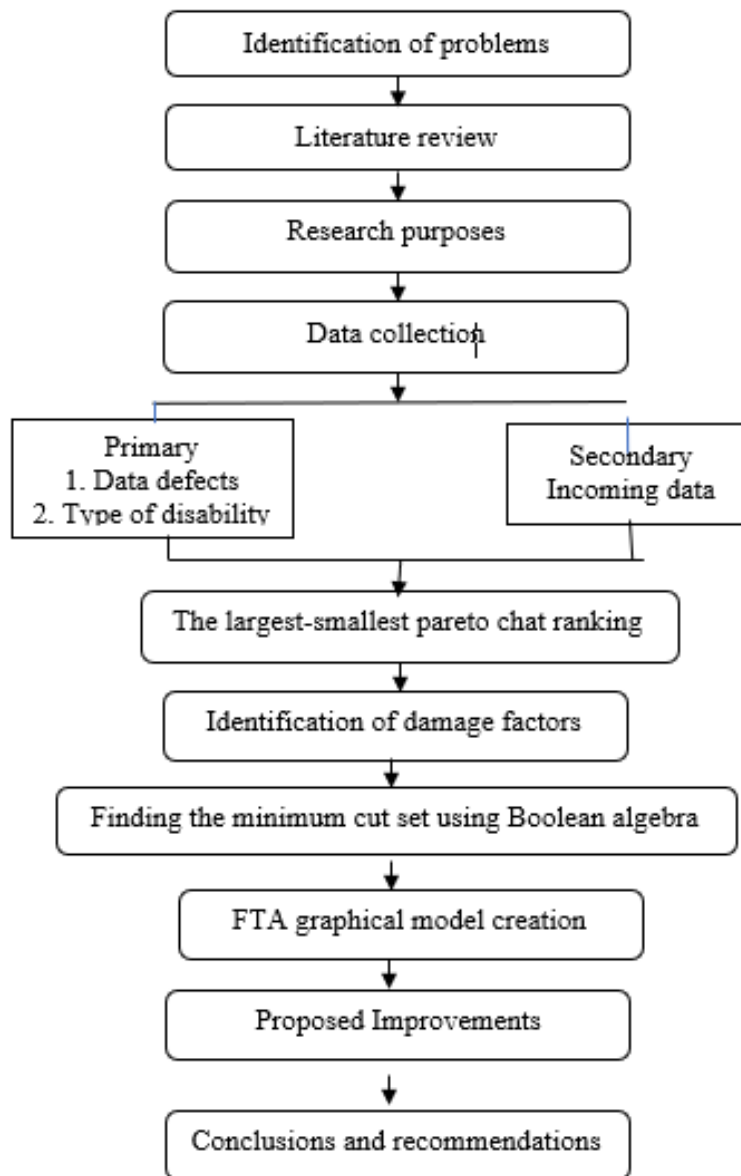 Identification of problems
Literature review
Research purposes
Data collection
Primary
1. Data defects
2. Type of disability
Secondary
Incoming data
The largest-smallest pareto chat ranking
Identification of damage factors
Finding the minimum cut set using Boolean algebra
FTA graphical model creation
Proposed Improvements
Conclusions and recommendations